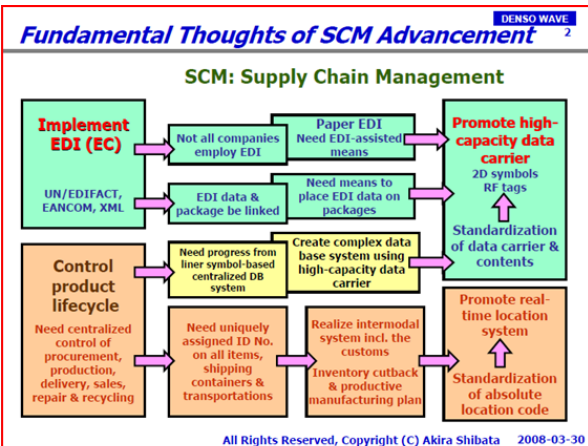 DENSO WAVE
2
Fundamental Thoughts of SCM Advancement
SCM: Supply Chain Management
Implement
EDI (EC)
UN/EDIFACT,
EANCOM, XML
Not all companies
employ EDI
Paper EDI
Need EDI-assisted
means
EDI data &
package be linked
Need means to
place EDI data on
packages
Promote high-
capacity data
carrier
2D symbols
RF tags
Standardization
of data carrier &
contents
Control
product
lifecycle
Need centralized
control of
procurement,
production,
delivery, sales,
repair & recycling
Need progress from
liner symbol-based
centralized DB
system
Create complex data
base system using
high-capacity data
carrier
Need uniquely
assigned ID No.
on all items,
shipping
containers &
transportations
Realize intermodal
system incl. the
customs
Inventory cutback
& productive
manufacturing plan
Promote real-
time location
system
Standardization
of absolute
location code
All Rights Reserved, Copyright (C) Akira Shibata 2008-03-30